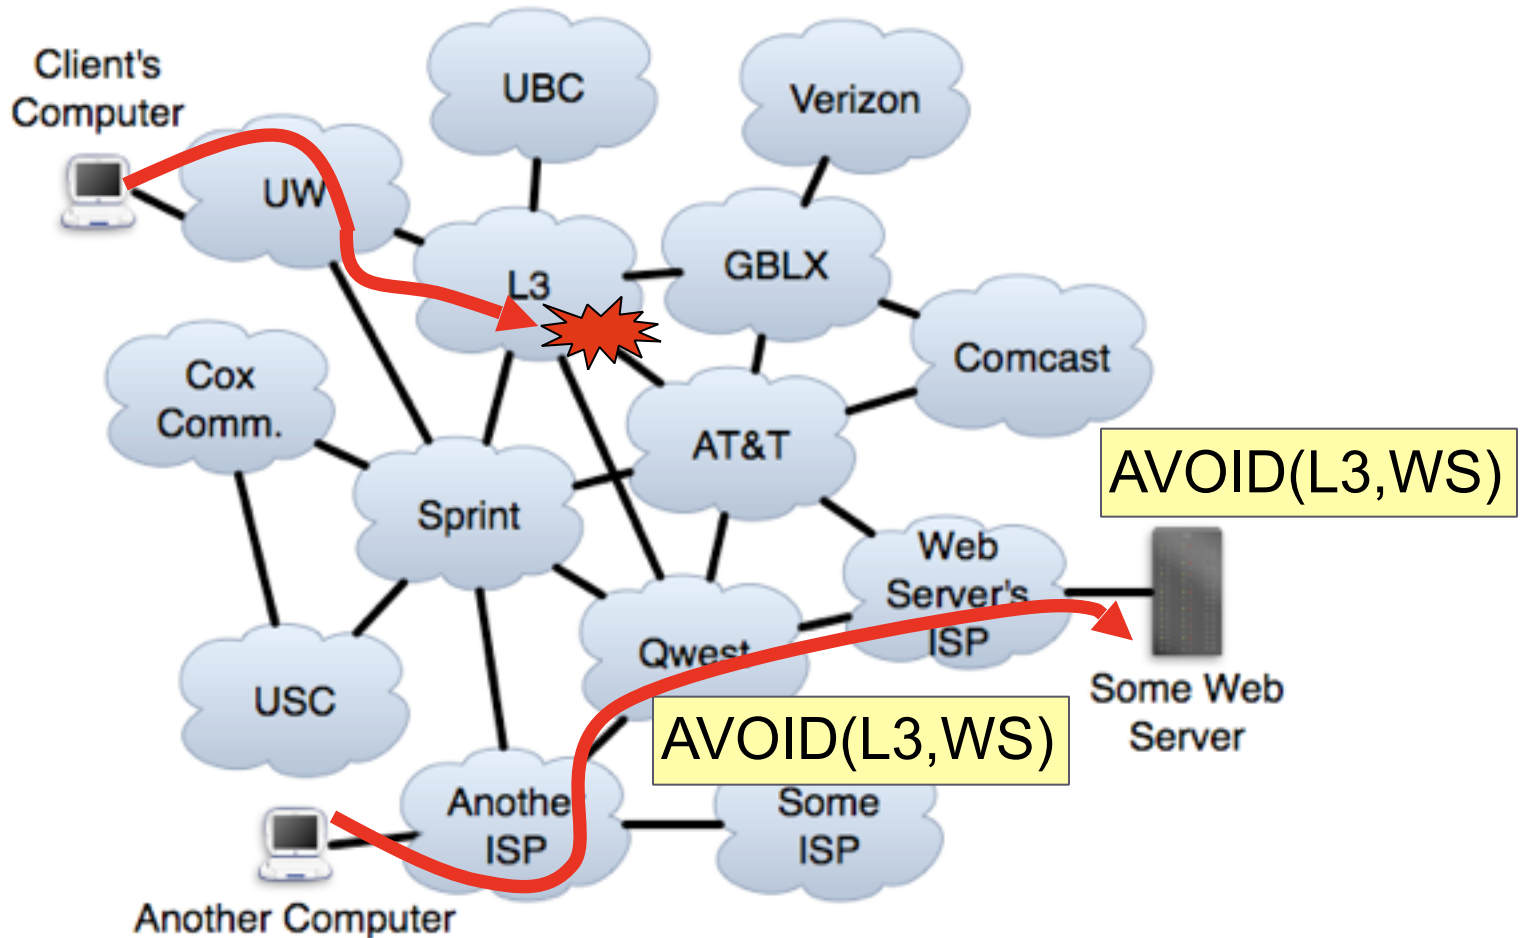 Client's
Computer
UBC
Verizon
UW
L3
GBLX
Comcast
Cox
Comm.
AT&T
AVOID(L3,WS)
Sprint
Web
Server's
ISP
Qwest
USC
Some Web
Server
AVOID(L3,WS)
Another
ISP
Some
ISP
Another Computer